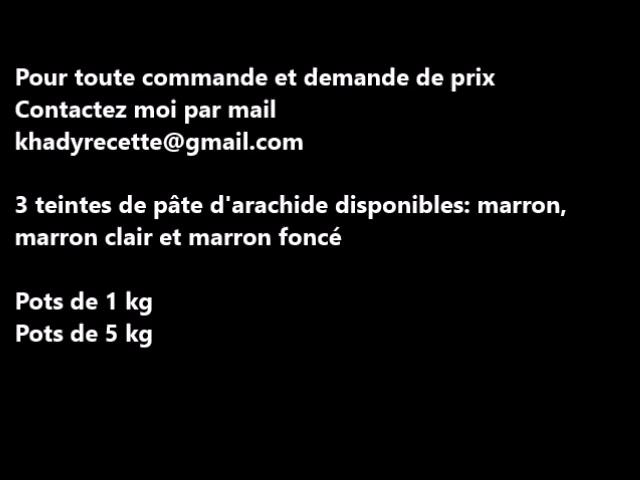 Pour toute commande et demande de prix
Contactez moi par mail
khadyrecette@gmail.com
3 teintes de pâte d'arachide disponibles: marron,
marron clair et marron foncé
Pots de 1 kg
Pots de 5 kg